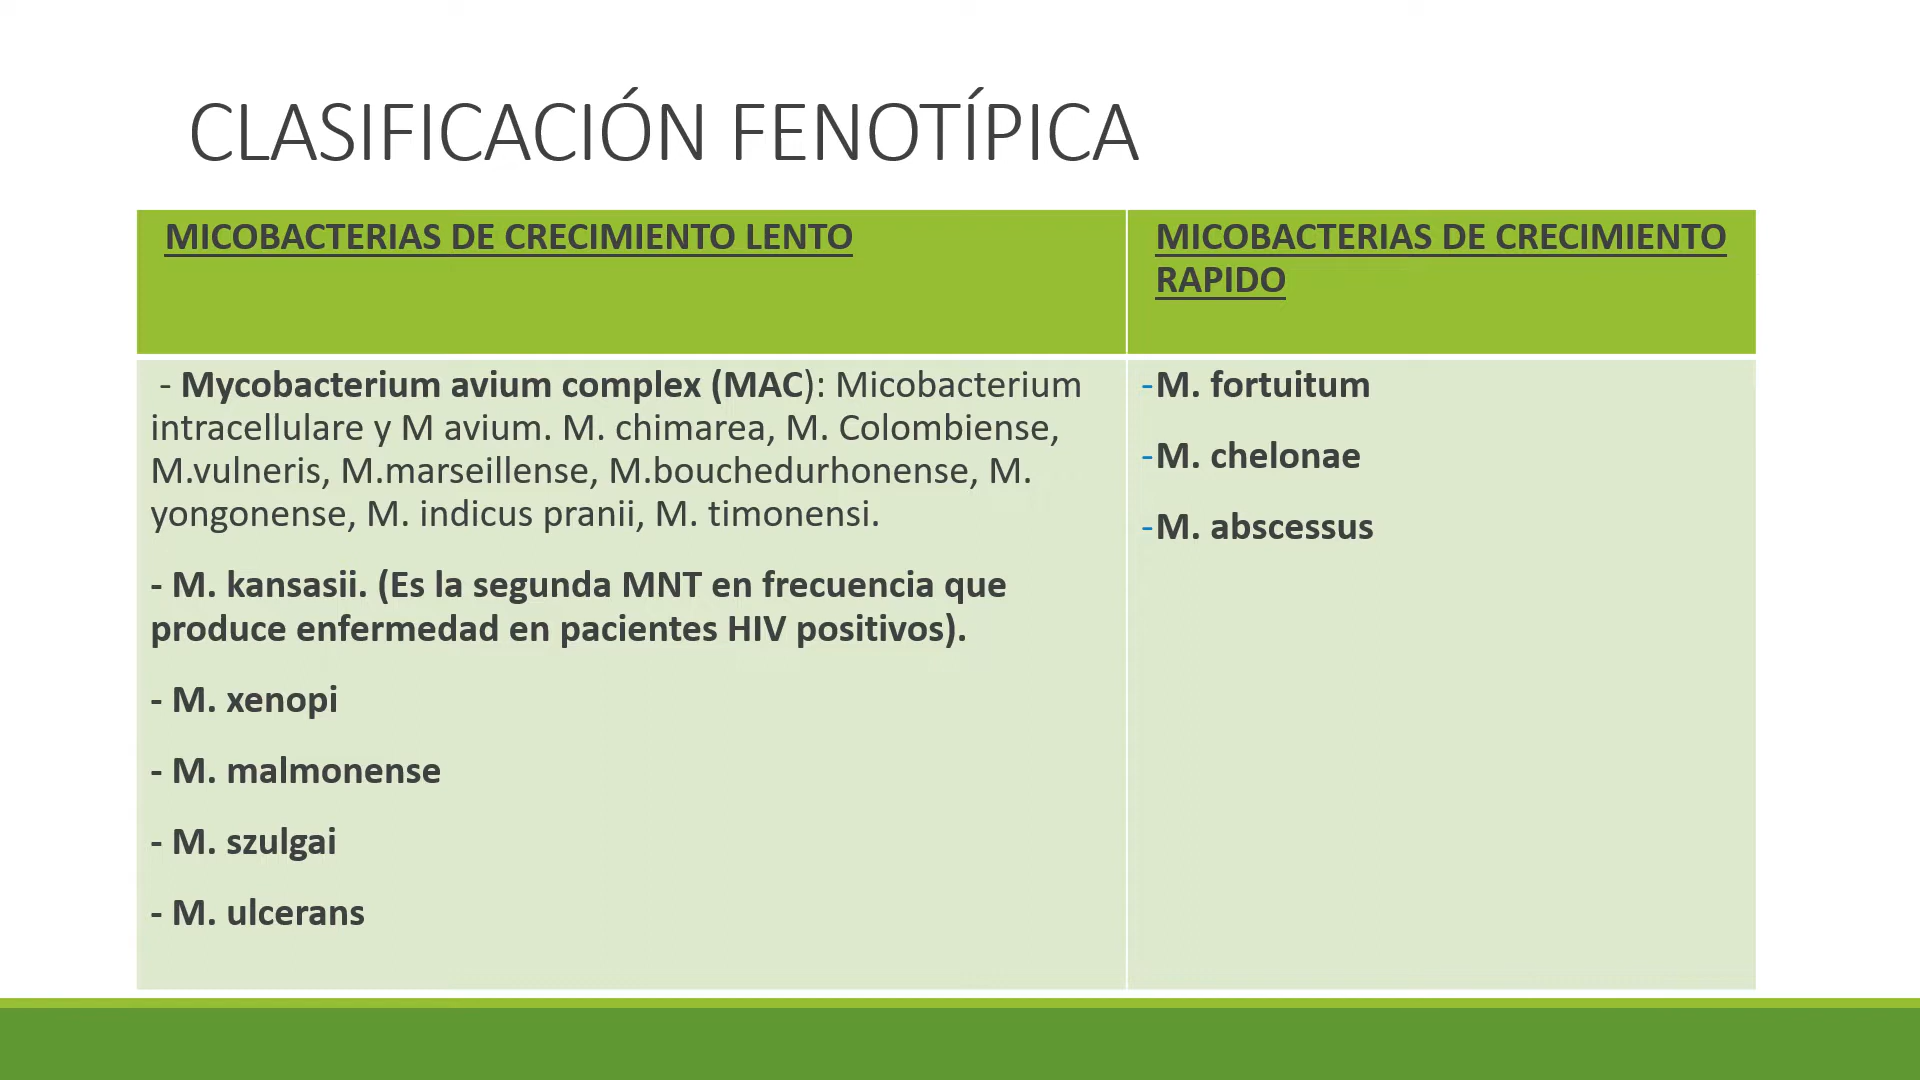 CLASIFICACIÓN FENOTÍPICA
MICOBACTERIAS DE CRECIMIENTO LENTO
MICOBACTERIAS DE CRECIMIENTO
RAPIDO
- Mycobacterium avium complex (MAC): Micobacterium
intracellulare y M avium. M. chimarea, M. Colombiense,
M.vulneris, M.marseillense, M.bouchedurhonense, M.
yongonense, M. indicus pranii, M. timonensi.
- M. kansasii. (Es la segunda MNT en frecuencia que
produce enfermedad en pacientes HIV positivos).
- M. xenopi
- M. malmonense
- M. szulgai
- M. ulcerans
-M. fortuitum
-M. chelonae
-M. abscessus